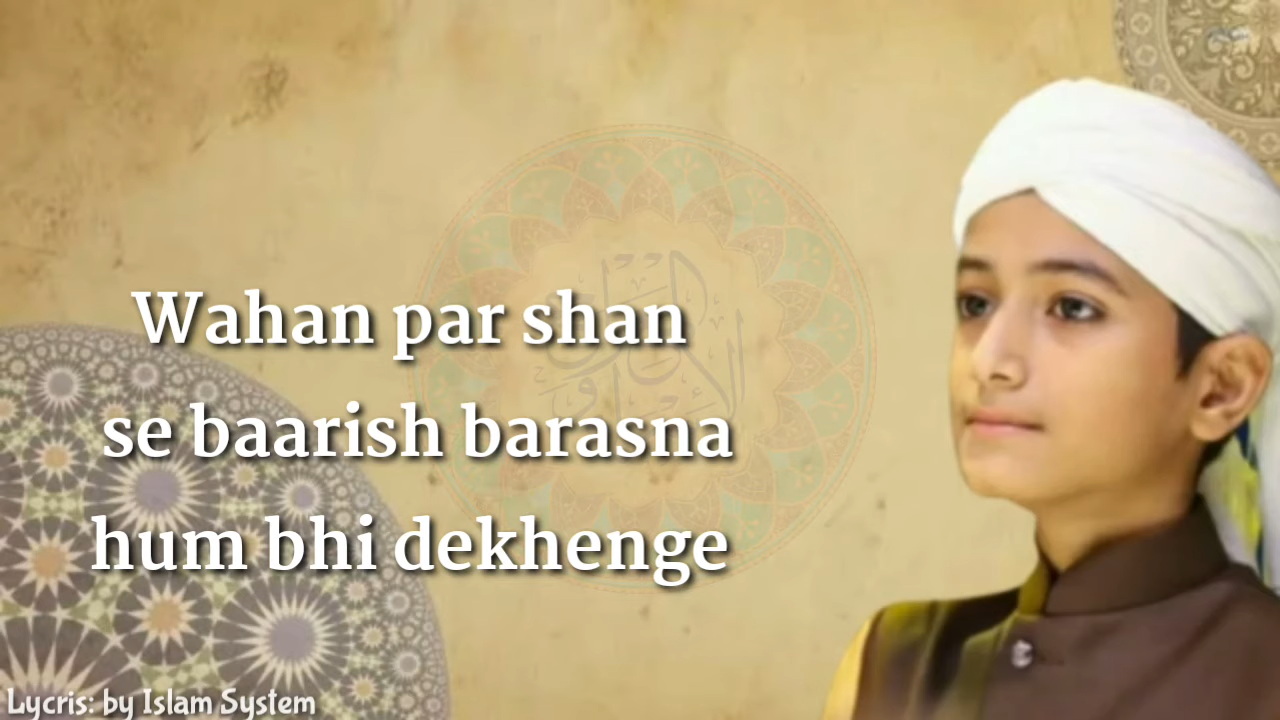 Wahan par shan
se baarish barasna
hum bhi dekhenge
Lycris: by Islam System